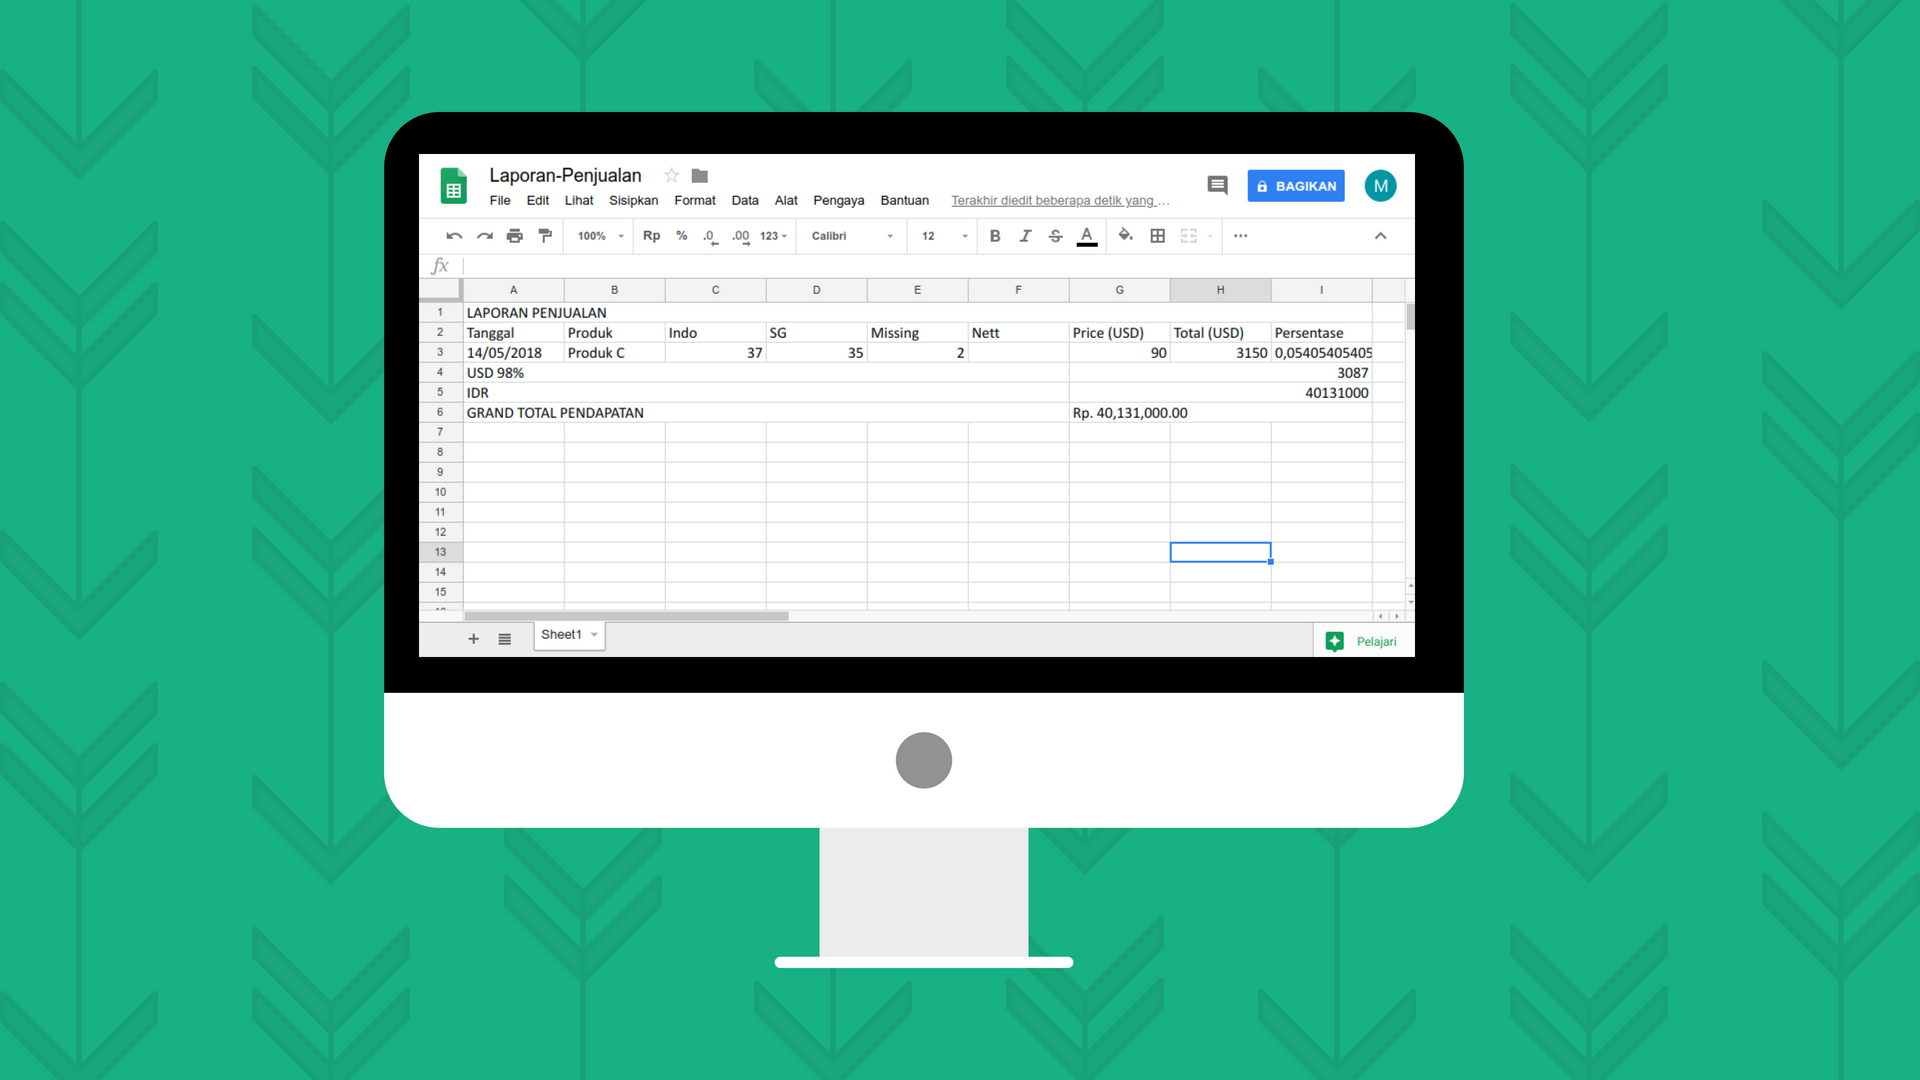 Laporan-Penjualan
File Edit Lihat Sisipkan Format Data Alat Pengaya Bantuan Terakhir diedit beberapa detik yang ...
BAGIKAN
M
100% Rp % .0 .00 123 Calibri 12 B I S A ...
fx
A B C D E F G H I
1 LAPORAN PENJUALAN
2 Tanggal Produk Indo SG Missing Nett Price (USD) Total (USD) Persentase
3 14/05/2018 Produk C 37 35 2 90 3150 0,05405405405
4 USD 98% 3087
5 IDR 40131000
6 GRAND TOTAL PENDAPATAN Rp. 40,131,000.00
7
8
9
10
11
12
13
14
15
+ Sheet1 Pelajari